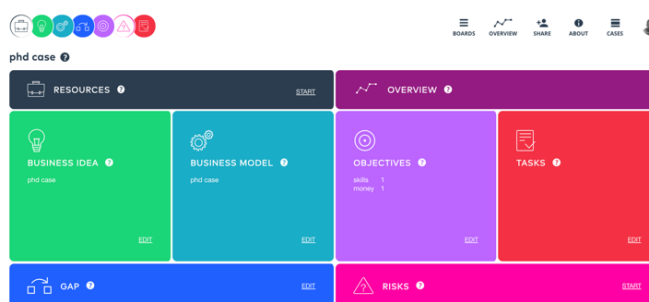 BOARDS OVERVIEW SHARE ABOUT CASES
phd case ?
RESOURCES ? START
OVERVIEW ?
BUSINESS IDEA ?
phd case
EDIT
BUSINESS MODEL ?
phd case
EDIT
OBJECTIVES ?
skills 1
money 1
EDIT
TASKS ?
EDIT
GAP ? EDIT
RISKS ? START